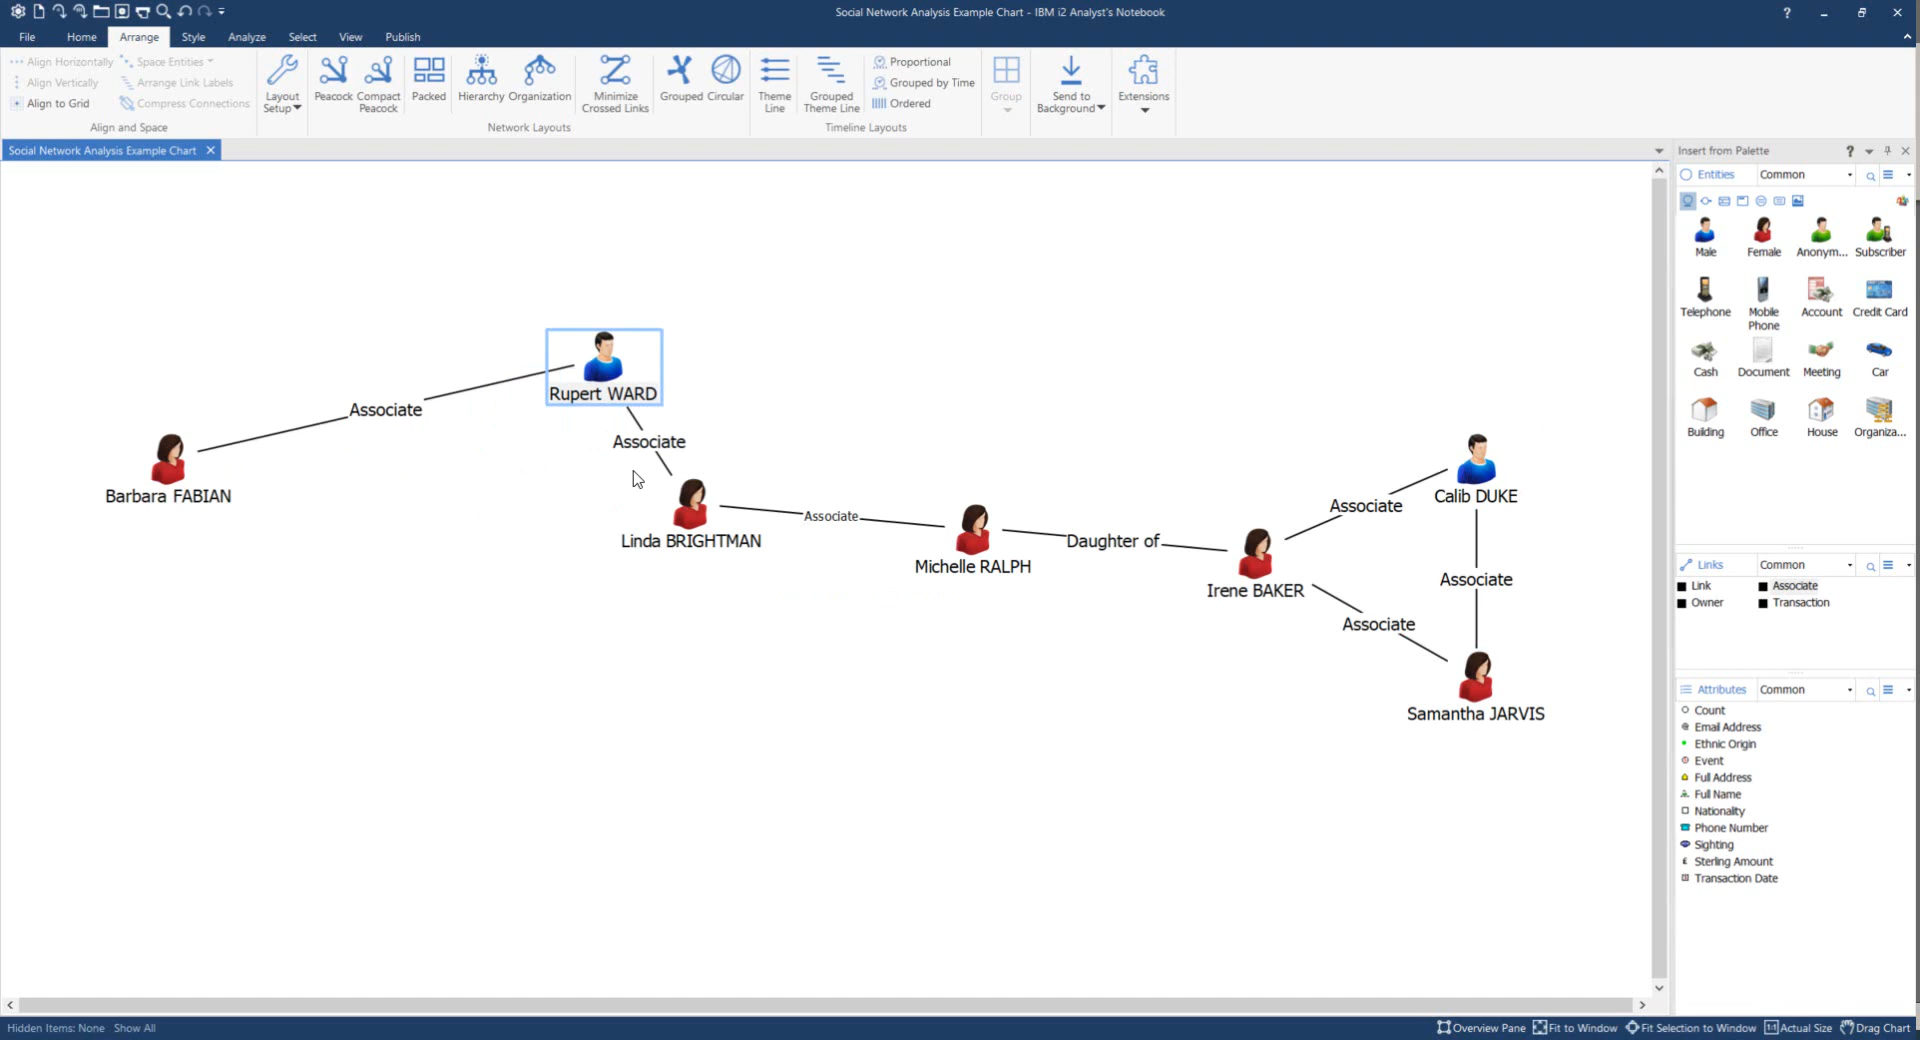 Social Network Analysis Example Chart - IBM i2 Analyst's Notebook
File Home Arrange Style Analyze Select View Publish
Align Horizontally
Align Vertically
Align to Grid
Space Entities
Arrange Link Labels
Compress Connections
Align and Space
Layout
Setup
Peacock
Compact
Peacock
Packed
Hierarchy
Organization
Minimize
Crossed Links
Grouped
Circular
Network Layouts
Theme
Line
Grouped
Theme Line
Proportional
Grouped by Time
Ordered
Timeline Layouts
Group
Send to
Background
Extensions
Social Network Analysis Example Chart
Rupert WARD
Associate
Associate
Barbara FABIAN
Linda BRIGHTMAN
Associate
Michelle RALPH
Daughter of
Irene BAKER
Associate
Calib DUKE
Associate
Associate
Samantha JARVIS
Insert from Palette
Entities Common
Male Female Anonym... Subscriber
Telephone Mobile
Phone Account Credit Card
Cash Document Meeting Car
Building Office House Organiza...
Links Common
Link Associate
Owner Transaction
Attributes Common
Count
Email Address
Ethnic Origin
Event
Full Address
Full Name
Nationality
Phone Number
Sighting
Sterling Amount
Transaction Date
Hidden Items: None Show All
Overview Pane Fit to Window Fit Selection to Window 1:1 Actual Size Drag Chart